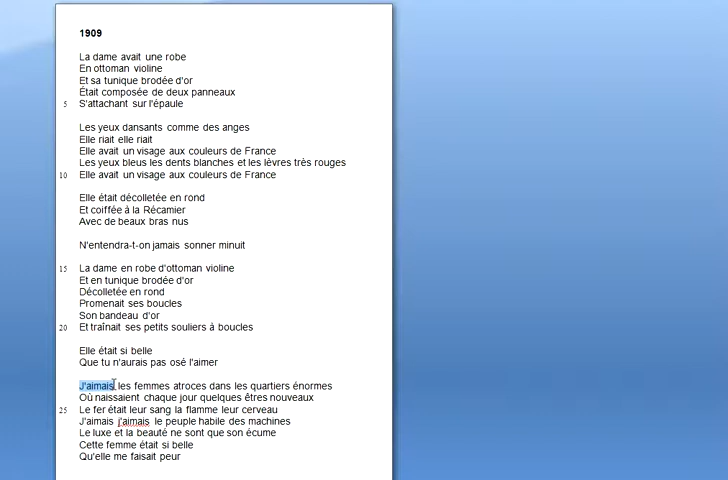 1909
La dame avait une robe
En ottoman violine
Et sa tunique brodée d'or
Était composée de deux panneaux
5 S'attachant sur l'épaule
Les yeux dansants comme des anges
Elle riait elle riait
Elle avait un visage aux couleurs de France
Les yeux bleus les dents blanches et les lèvres très rouges
10 Elle avait un visage aux couleurs de France
Elle était décolletée en rond
Et coiffée à la Récamier
Avec de beaux bras nus
N'entendra-t-on jamais sonner minuit
15 La dame en robe d'ottoman violine
Et en tunique brodée d'or
Décolletée en rond
Promenait ses boucles
Son bandeau d'or
20 Et traînait ses petits souliers à boucles
Elle était si belle
Que tu n'aurais pas osé l'aimer
J'aimais les femmes atroces dans les quartiers énormes
Où naissaient chaque jour quelques êtres nouveaux
25 Le fer était leur sang la flamme leur cerveau
J'aimais j'aimais le peuple habile des machines
Le luxe et la beauté ne sont que son écume
Cette femme était si belle
Qu'elle me faisait peur